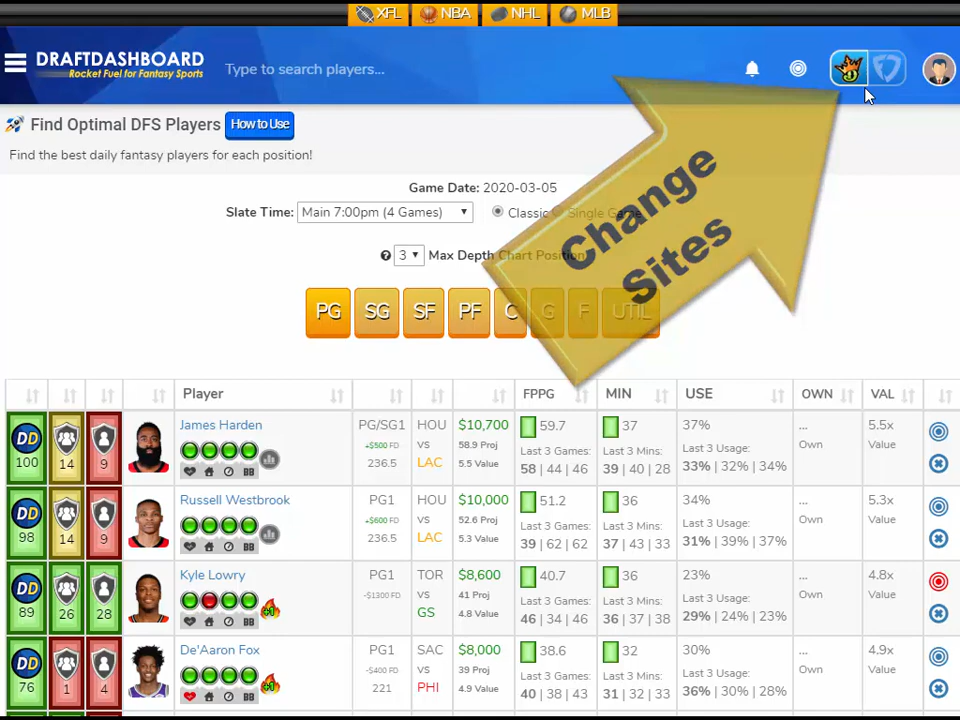 XFL NBA NHL MLB
DRAFTDASHBOARD
Rocket Fuel for Fantasy Sports
Type to search players...
Find Optimal DFS Players How to Use
Find the best daily fantasy players for each position!
Game Date: 2020-03-05
Slate Time: Main 7:00pm (4 Games) Classic Single Game
3 Max Depth Chart Position
Change
Sites
PG SG SF PF C G F UTIL
Player FPPG MIN USE OWN VAL
DD 100 14 9 James Harden PG/SG1 +$500 FD 236.5 HOU VS LAC $10,700 58.9 Proj 5.5 Value 59.7 Last 3 Games: 58 | 44 | 46 37 Last 3 Mins: 39 | 40 | 28 37% Last 3 Usage: 33% | 32% | 34% ... Own 5.5x Value
BB
DD 98 14 9 Russell Westbrook PG1 +$600 FD 236.5 HOU VS LAC $10,000 52.6 Proj 5.3 Value 51.2 Last 3 Games: 39 | 62 | 62 36 Last 3 Mins: 37 | 43 | 33 34% Last 3 Usage: 31% | 39% | 37% ... Own 5.3x Value
BB
DD 89 26 28 Kyle Lowry PG1 -$1300 FD TOR VS GS $8,600 41 Proj 4.8 Value 40.7 Last 3 Games: 46 | 34 | 46 36 Last 3 Mins: 36 | 37 | 38 23% Last 3 Usage: 29% | 24% | 23% ... Own 4.8x Value
BB +1
DD 76 1 4 De'Aaron Fox PG1 -$400 FD 221 SAC VS PHI $8,000 39 Proj 4.9 Value 38.6 Last 3 Games: 40 | 38 | 43 32 Last 3 Mins: 31 | 32 | 33 30% Last 3 Usage: 36% | 30% | 28% ... Own 4.9x Value
BB +1